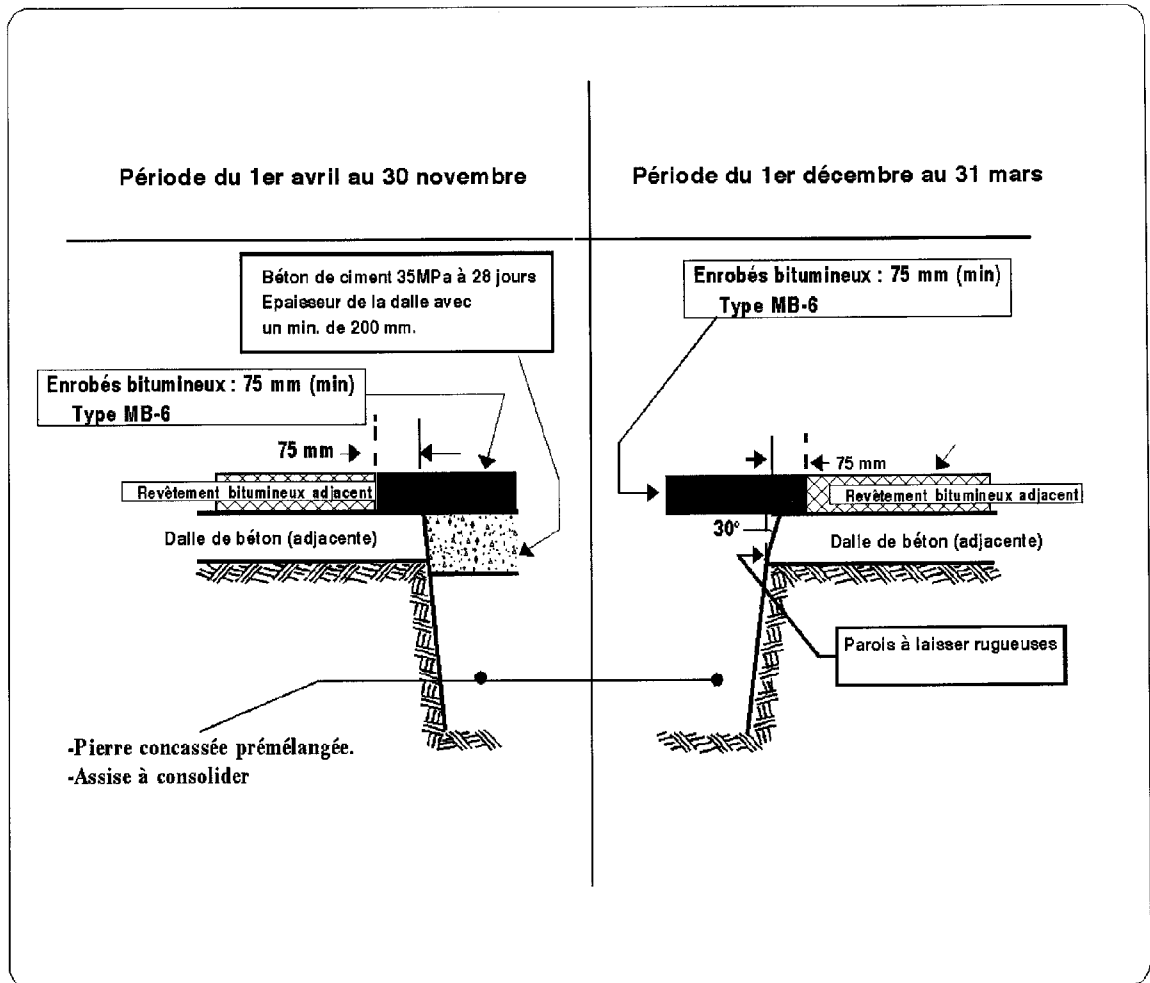 Période du 1er avril au 30 novembre
Période du 1er décembre au 31 mars
Béton de ciment 35MPa à 28 jours
Epaisseur de la dalle avec
un min. de 200 mm.
Enrobés bitumineux : 75 mm (min)
Type MB-6
Enrobés bitumineux : 75 mm (min)
Type MB-6
75 mm
75 mm
Revêtement bitumineux adjacent
Revêtement bitumineux adjacent
30°
Dalle de béton (adjacente)
Dalle de béton (adjacente)
Parois à laisser rugueuses
-Pierre concassée prémélangée.
-Assise à consolider